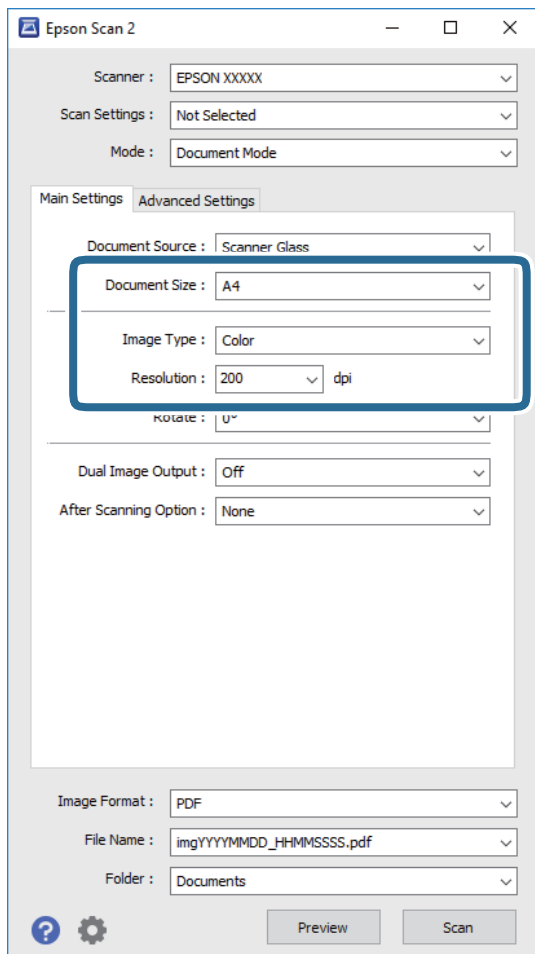 Epson Scan 2
Scanner : EPSON XXXXX
Scan Settings : Not Selected
Mode : Document Mode
Main Settings Advanced Settings
Document Source : Scanner Glass
Document Size : A4
Image Type : Color
Resolution : 200 dpi
Rotate : 0°
Dual Image Output : Off
After Scanning Option : None
Image Format : PDF
File Name : imgYYYYMMDD_HHMMSSSS.pdf
Folder : Documents
? Preview Scan